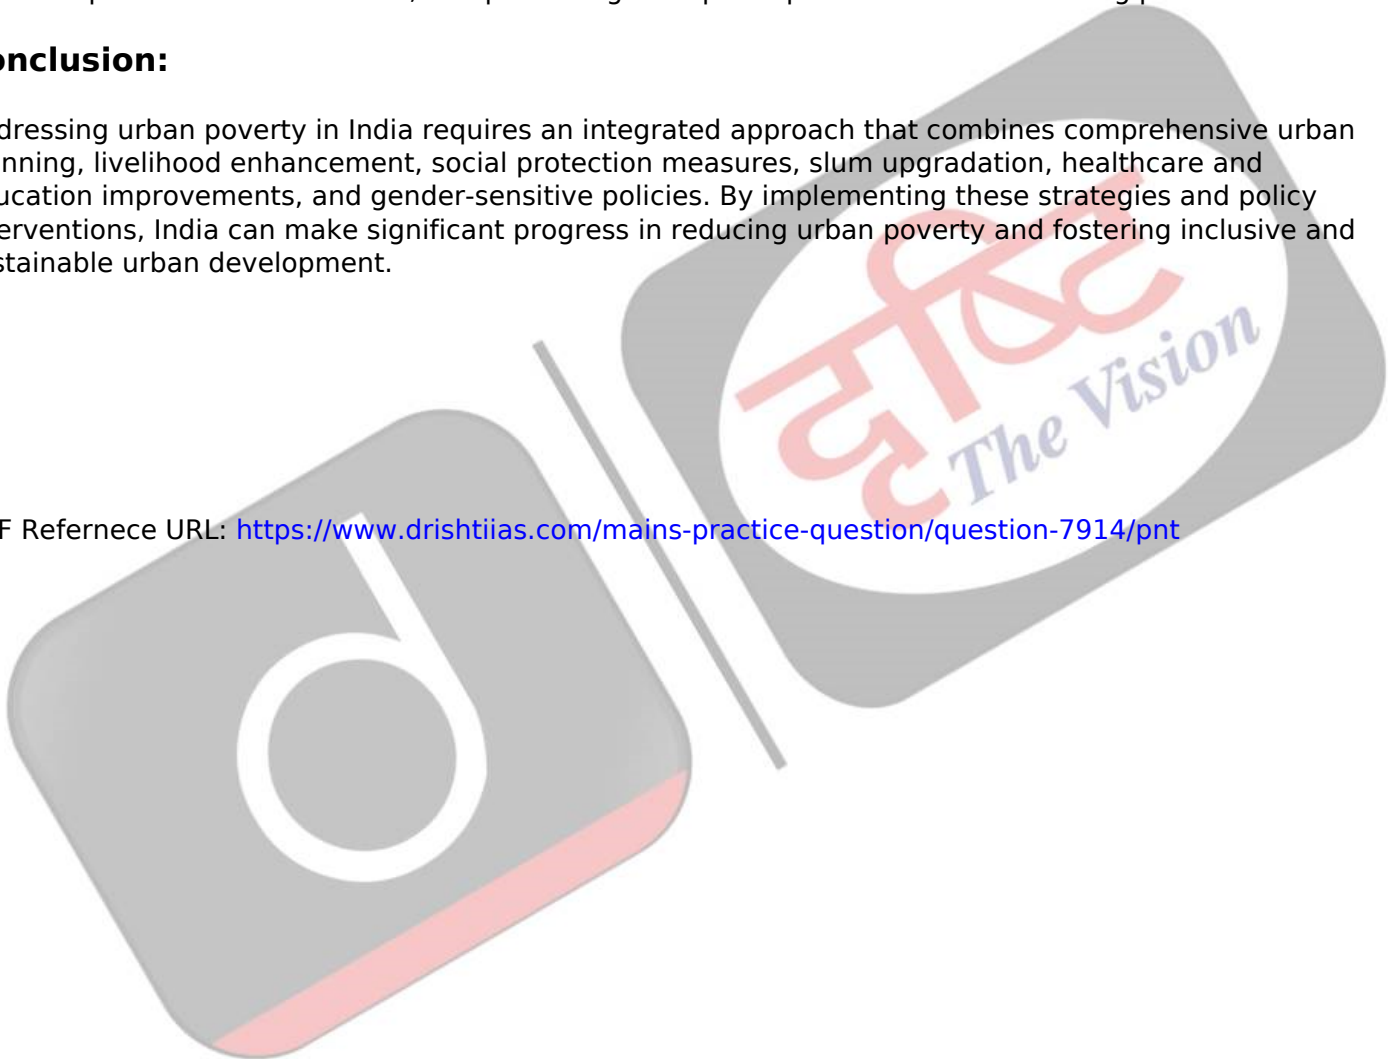 onclusion:
dressing urban poverty in India requires an integrated approach that combines comprehensive urban
nning, livelihood enhancement, social protection measures, slum upgradation, healthcare and
ucation improvements, and gender-sensitive policies. By implementing these strategies and policy
erventions, India can make significant progress in reducing urban poverty and fostering inclusive and
stainable urban development.
दृष्टि
The Vision
F Refernece URL: https://www.drishtiias.com/mains-practice-question/question-7914/pnt